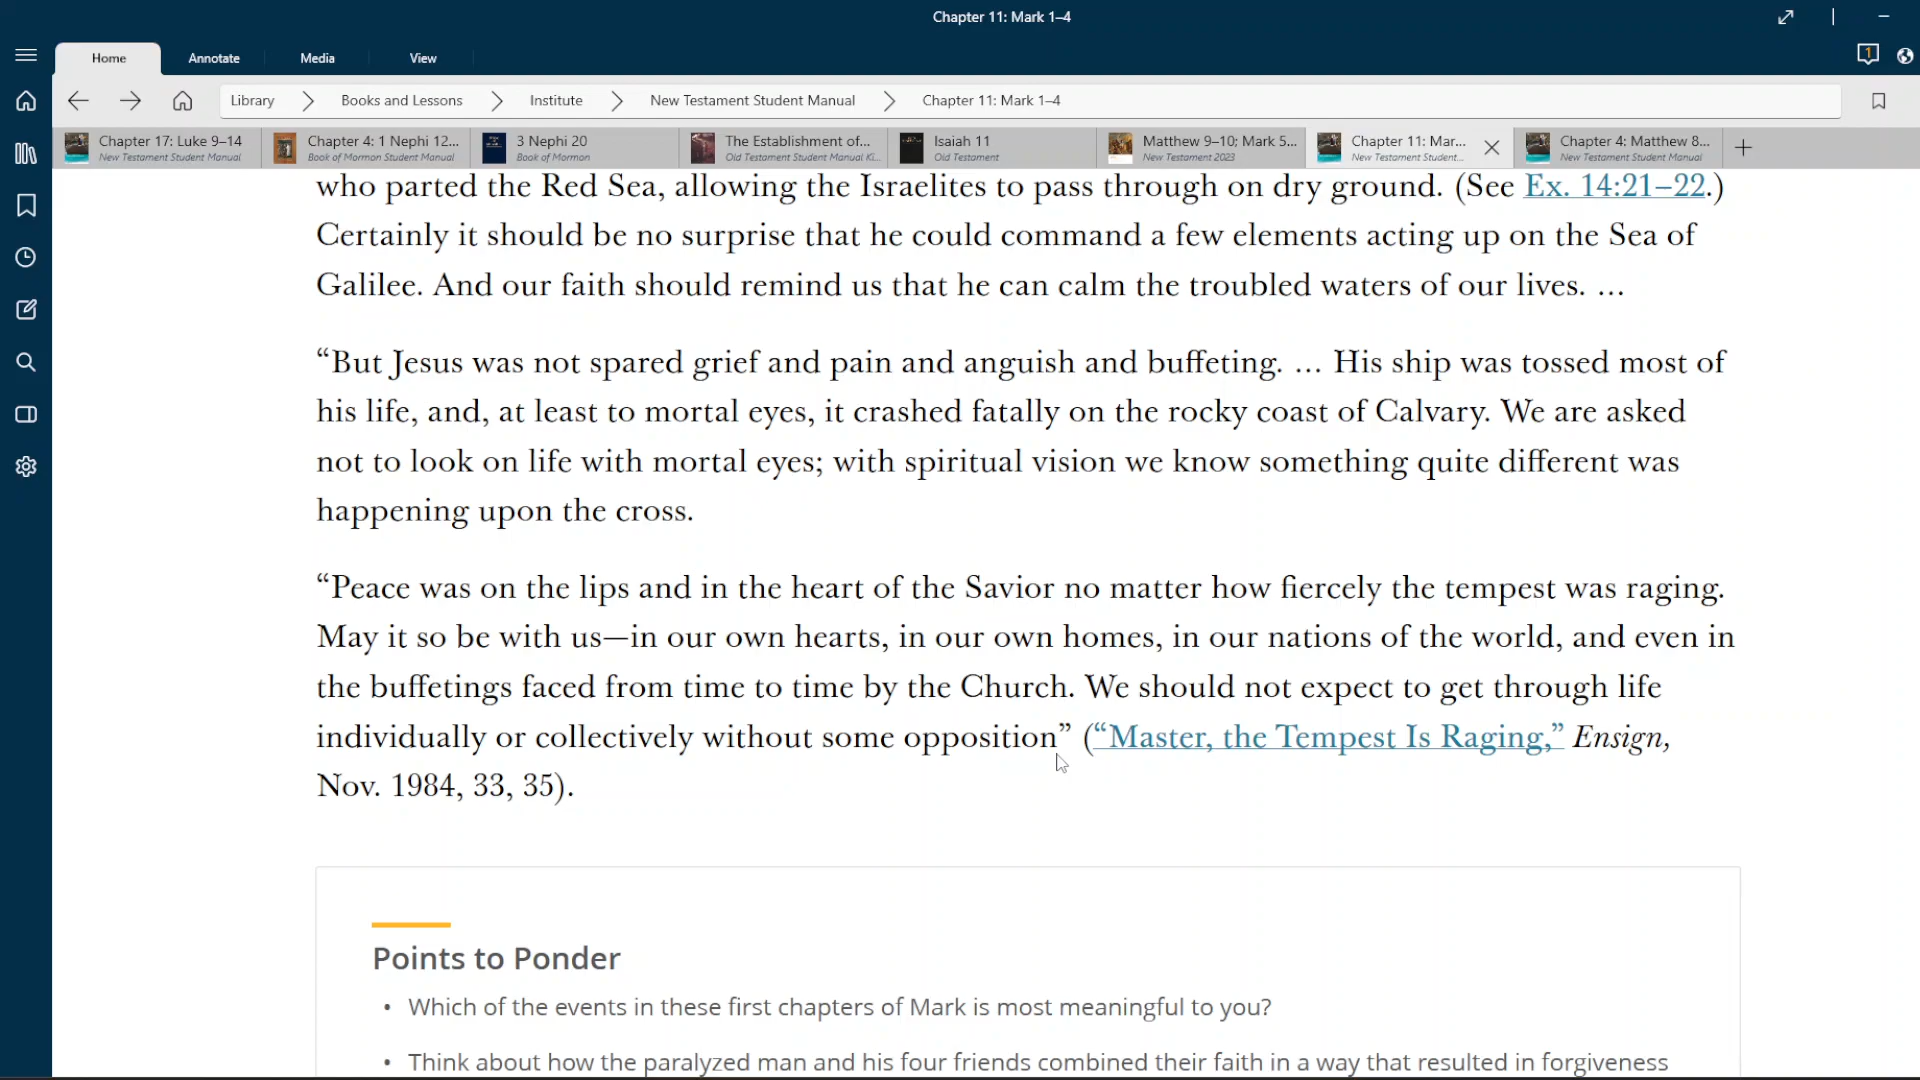 Chapter 11: Mark 1–4
Home Annotate Media View
1
Library Books and Lessons Institute New Testament Student Manual Chapter 11: Mark 1–4
Chapter 17: Luke 9–14 Chapter 4: 1 Nephi 12... 3 Nephi 20 The Establishment of... Isaiah 11 Matthew 9–10; Mark 5... Chapter 11: Mar... Chapter 4: Matthew 8...
New Testament Student Manual Book of Mormon Student Manual Book of Mormon Old Testament Student Manual Ki... Old Testament New Testament 2023 New Testament Student... New Testament Student Manual
who parted the Red Sea, allowing the Israelites to pass through on dry ground. (See Ex. 14:21–22.)
Certainly it should be no surprise that he could command a few elements acting up on the Sea of
Galilee. And our faith should remind us that he can calm the troubled waters of our lives. …
“But Jesus was not spared grief and pain and anguish and buffeting. … His ship was tossed most of
his life, and, at least to mortal eyes, it crashed fatally on the rocky coast of Calvary. We are asked
not to look on life with mortal eyes; with spiritual vision we know something quite different was
happening upon the cross.
“Peace was on the lips and in the heart of the Savior no matter how fiercely the tempest was raging.
May it so be with us—in our own hearts, in our own homes, in our nations of the world, and even in
the buffetings faced from time to time by the Church. We should not expect to get through life
individually or collectively without some opposition” (“Master, the Tempest Is Raging,” Ensign,
Nov. 1984, 33, 35).
Points to Ponder
• Which of the events in these first chapters of Mark is most meaningful to you?
• Think about how the paralyzed man and his four friends combined their faith in a way that resulted in forgiveness